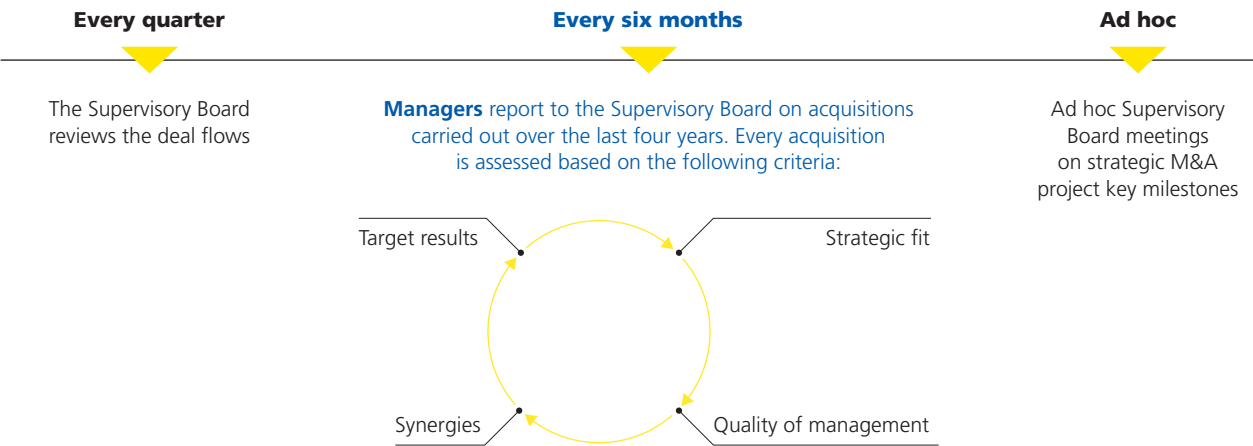 Every quarter
The Supervisory Board
reviews the deal flows
Every six months
Managers report to the Supervisory Board on acquisitions
carried out over the last four years. Every acquisition
is assessed based on the following criteria:
Target results
Strategic fit
Synergies
Quality of management
Ad hoc
Ad hoc Supervisory
Board meetings
on strategic M&A
project key milestones